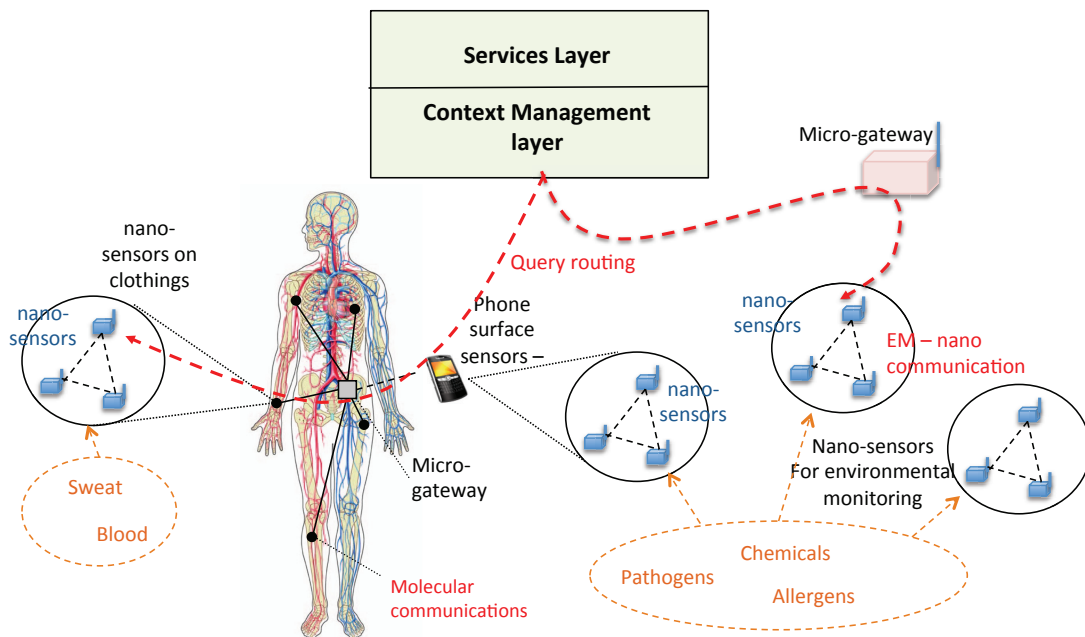 Services Layer
Context Management
layer
Micro-gateway
nano-
sensors on
clothings
Query routing
Phone
surface
sensors –
nano-
sensors
nano-
sensors
EM – nano
communication
nano-
sensors
Nano-sensors
For environmental
monitoring
Micro-
gateway
Sweat
Blood
Molecular
communications
Chemicals
Pathogens
Allergens